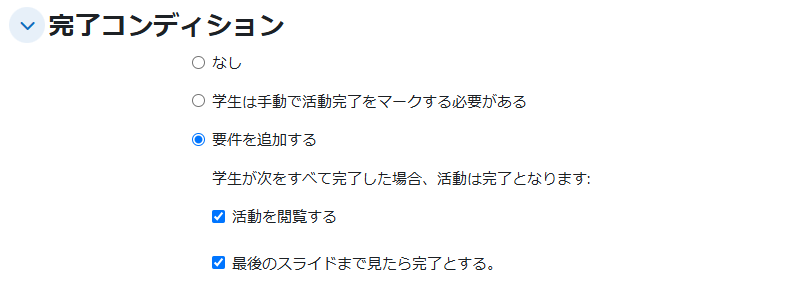 完了コンディション
なし
学生は手動で活動完了をマークする必要がある
要件を追加する
学生が次をすべて完了した場合、活動は完了となります:
活動を閲覧する
最後のスライドまで見たら完了とする。